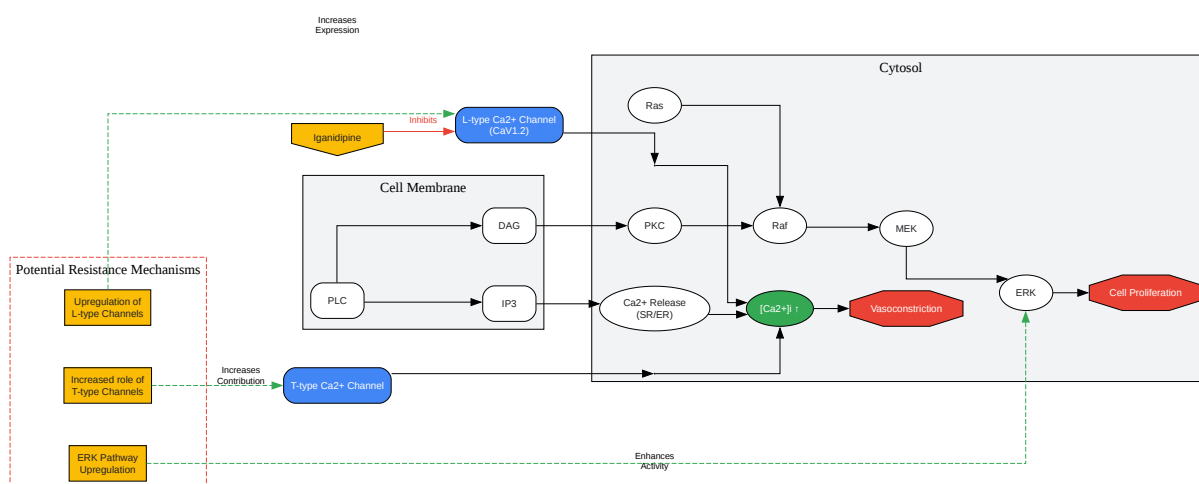 Increases
Expression
Cytosol
Ras
L-type Ca2+ Channel
(CaV1.2)
Inhibits
Iganidipine
Cell Membrane
DAG
PKC
Raf
MEK
Potential Resistance Mechanisms
Upregulation of
L-type Channels
PLC
IP3
Ca2+ Release
(SR/ER)
[Ca2+]i ↑
Vasoconstriction
ERK
Cell Proliferation
Increased role of
T-type Channels
Increases
Contribution
T-type Ca2+ Channel
ERK Pathway
Upregulation
Enhances
Activity